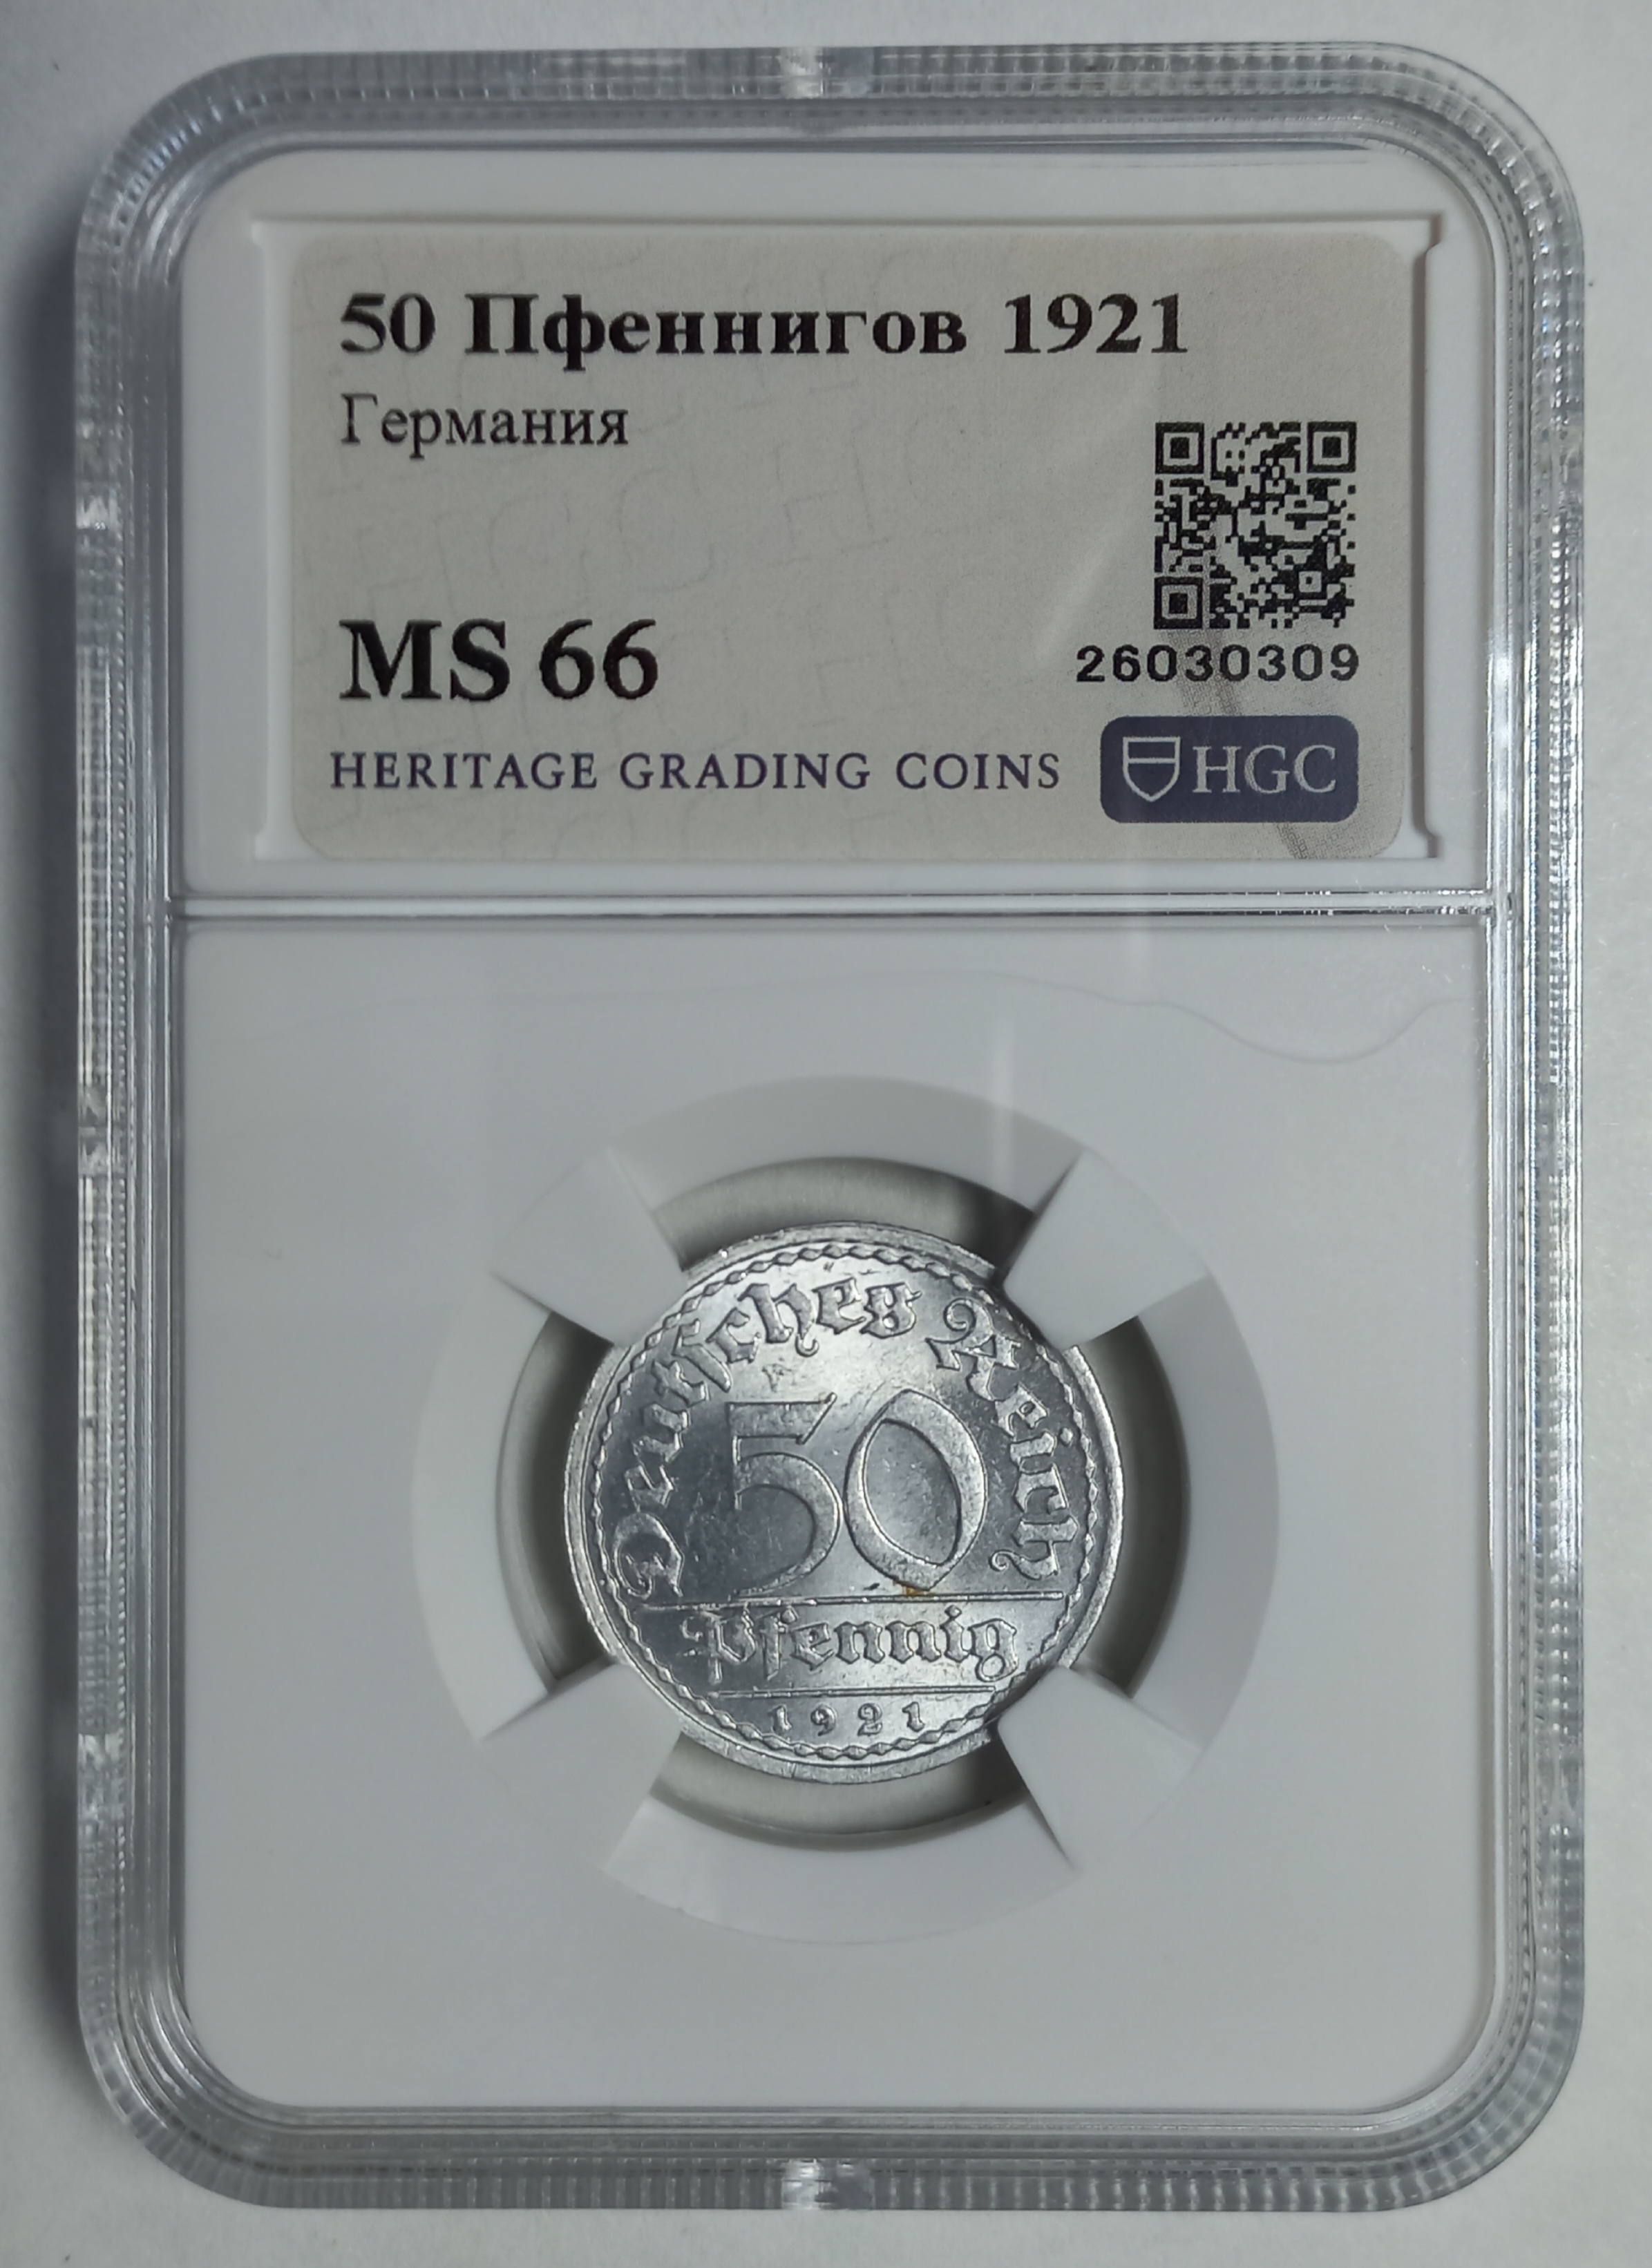 50 Пфеннигов 1921
Германия
MS 66
26030309
HERITAGE GRADING COINS HGC
Deutsches Reich
50
Pfennig
1921